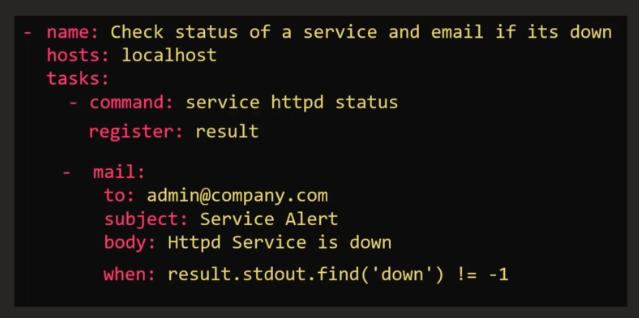 - name: Check status of a service and email if its down
hosts: localhost
tasks:
- command: service httpd status
register: result
- mail:
to: admin@company.com
subject: Service Alert
body: Httpd Service is down
when: result.stdout.find('down') != -1